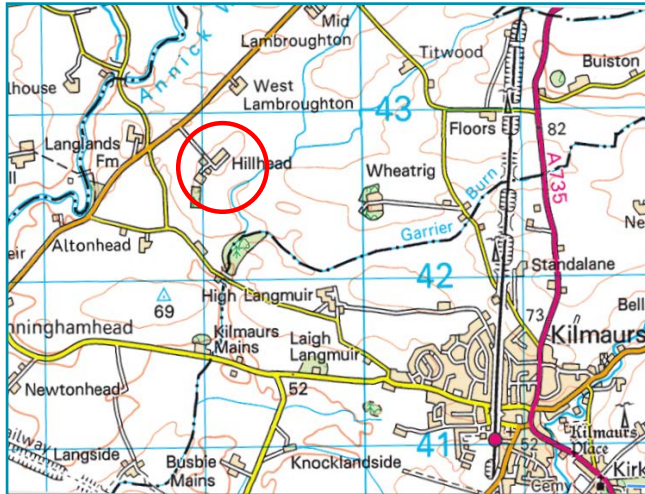 Mid
Lambroughton
Annick
Titwood
Buiston
lhouse
West
Lambroughton
43
Floors
82
Langlands
Fm
Hillhead
Wheatrig
A735
Burn
Garrier
Altonhead
42
Standalane
High Langmuir
69
73
Kilmaurs
nninghamhead
Kilmaurs
Mains
Laigh
Langmuir
52
Newtonhead
41
Kilmaurs
Place
Langside
Busbie
Mains
Knocklandside
Cemy
Kirk